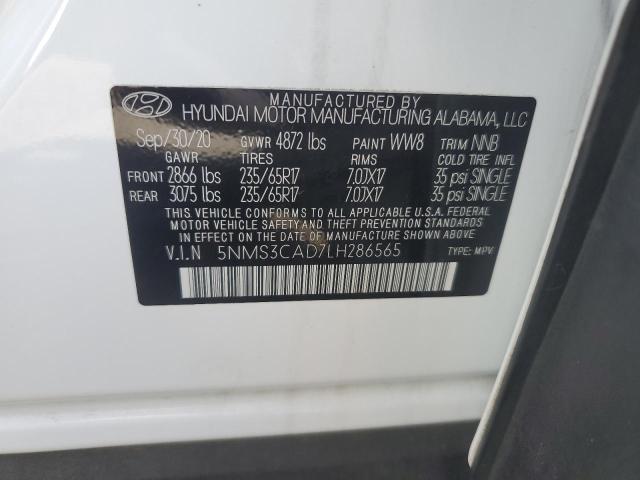 MANUFACTURED BY
HYUNDAI MOTOR MANUFACTURING ALABAMA, LLC
Sep/30/20 GVWR 4872 lbs PAINT WW8 TRIM NNB
GAWR TIRES RIMS COLD TIRE INFL
FRONT 2866 lbs 235/65R17 7.0JX17 35 psi SINGLE
REAR 3075 lbs 235/65R17 7.0JX17 35 psi SINGLE
THIS VEHICLE CONFORMS TO ALL APPLICABLE U.S.A. FEDERAL
MOTOR VEHICLE SAFETY AND THEFT PREVENTION STANDARDS
IN EFFECT ON THE DATE OF MANUFACTURE SHOWN ABOVE.
V.I.N 5NMS3CAD7LH286565 TYPE: MPV